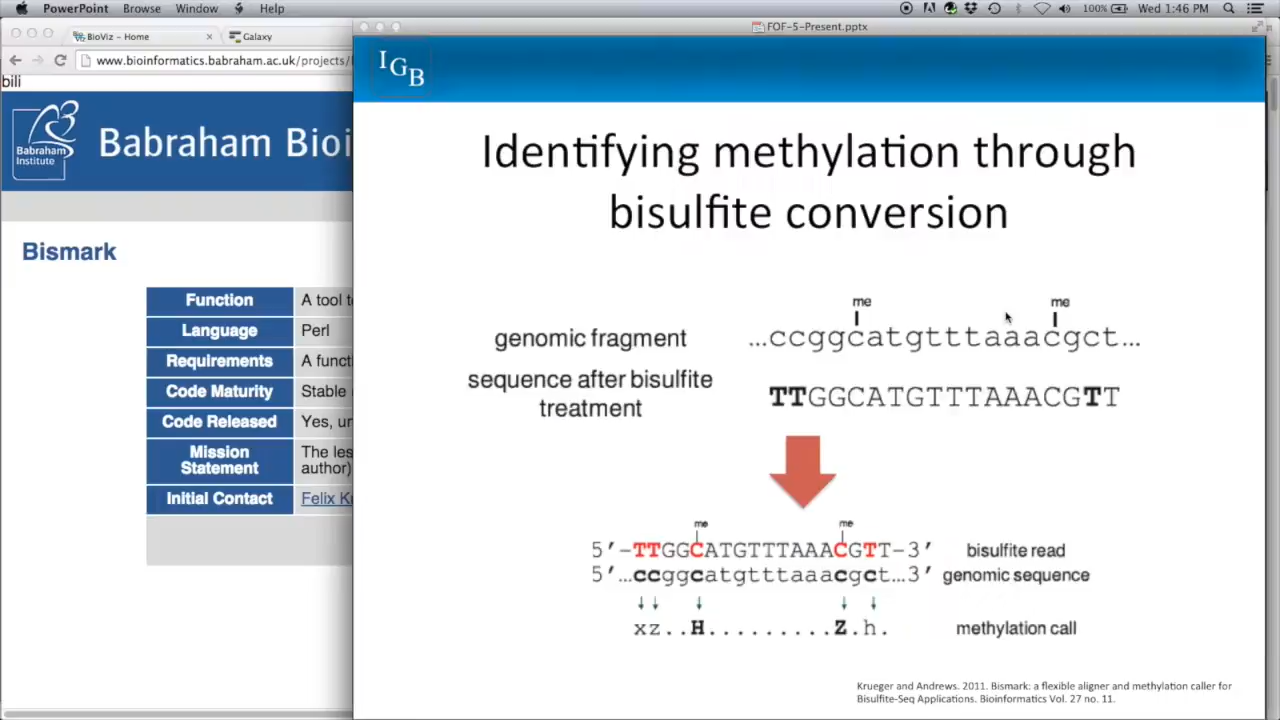 PowerPoint Browse Window Help
100% Wed 1:46 PM
BioViz - Home
Galaxy
FOF-5-Present.pptx
www.bioinformatics.babraham.ac.uk/projects/
bili
Babraham Institute
Babraham Bioi
IGB
Identifying methylation through
bisulfite conversion
Bismark
Function A tool t
Language Perl
Requirements A funct
Code Maturity Stable
Code Released Yes, un
Mission The les
Statement author)
Initial Contact Felix K
me me
genomic fragment ...ccggcatgtttaaacgct...
sequence after bisulfite
treatment
TTGGCATGTTTAAACGTT
me me
5’-TTGGCATGTTTAAACGTT-3’ bisulfite read
5’...ccggcatgtttaaacgct...3’ genomic sequence
xz..H.........Z.h. methylation call
Krueger and Andrews. 2011. Bismark: a flexible aligner and methylation caller for
Bisulfite-Seq Applications. Bioinformatics Vol. 27 no. 11.